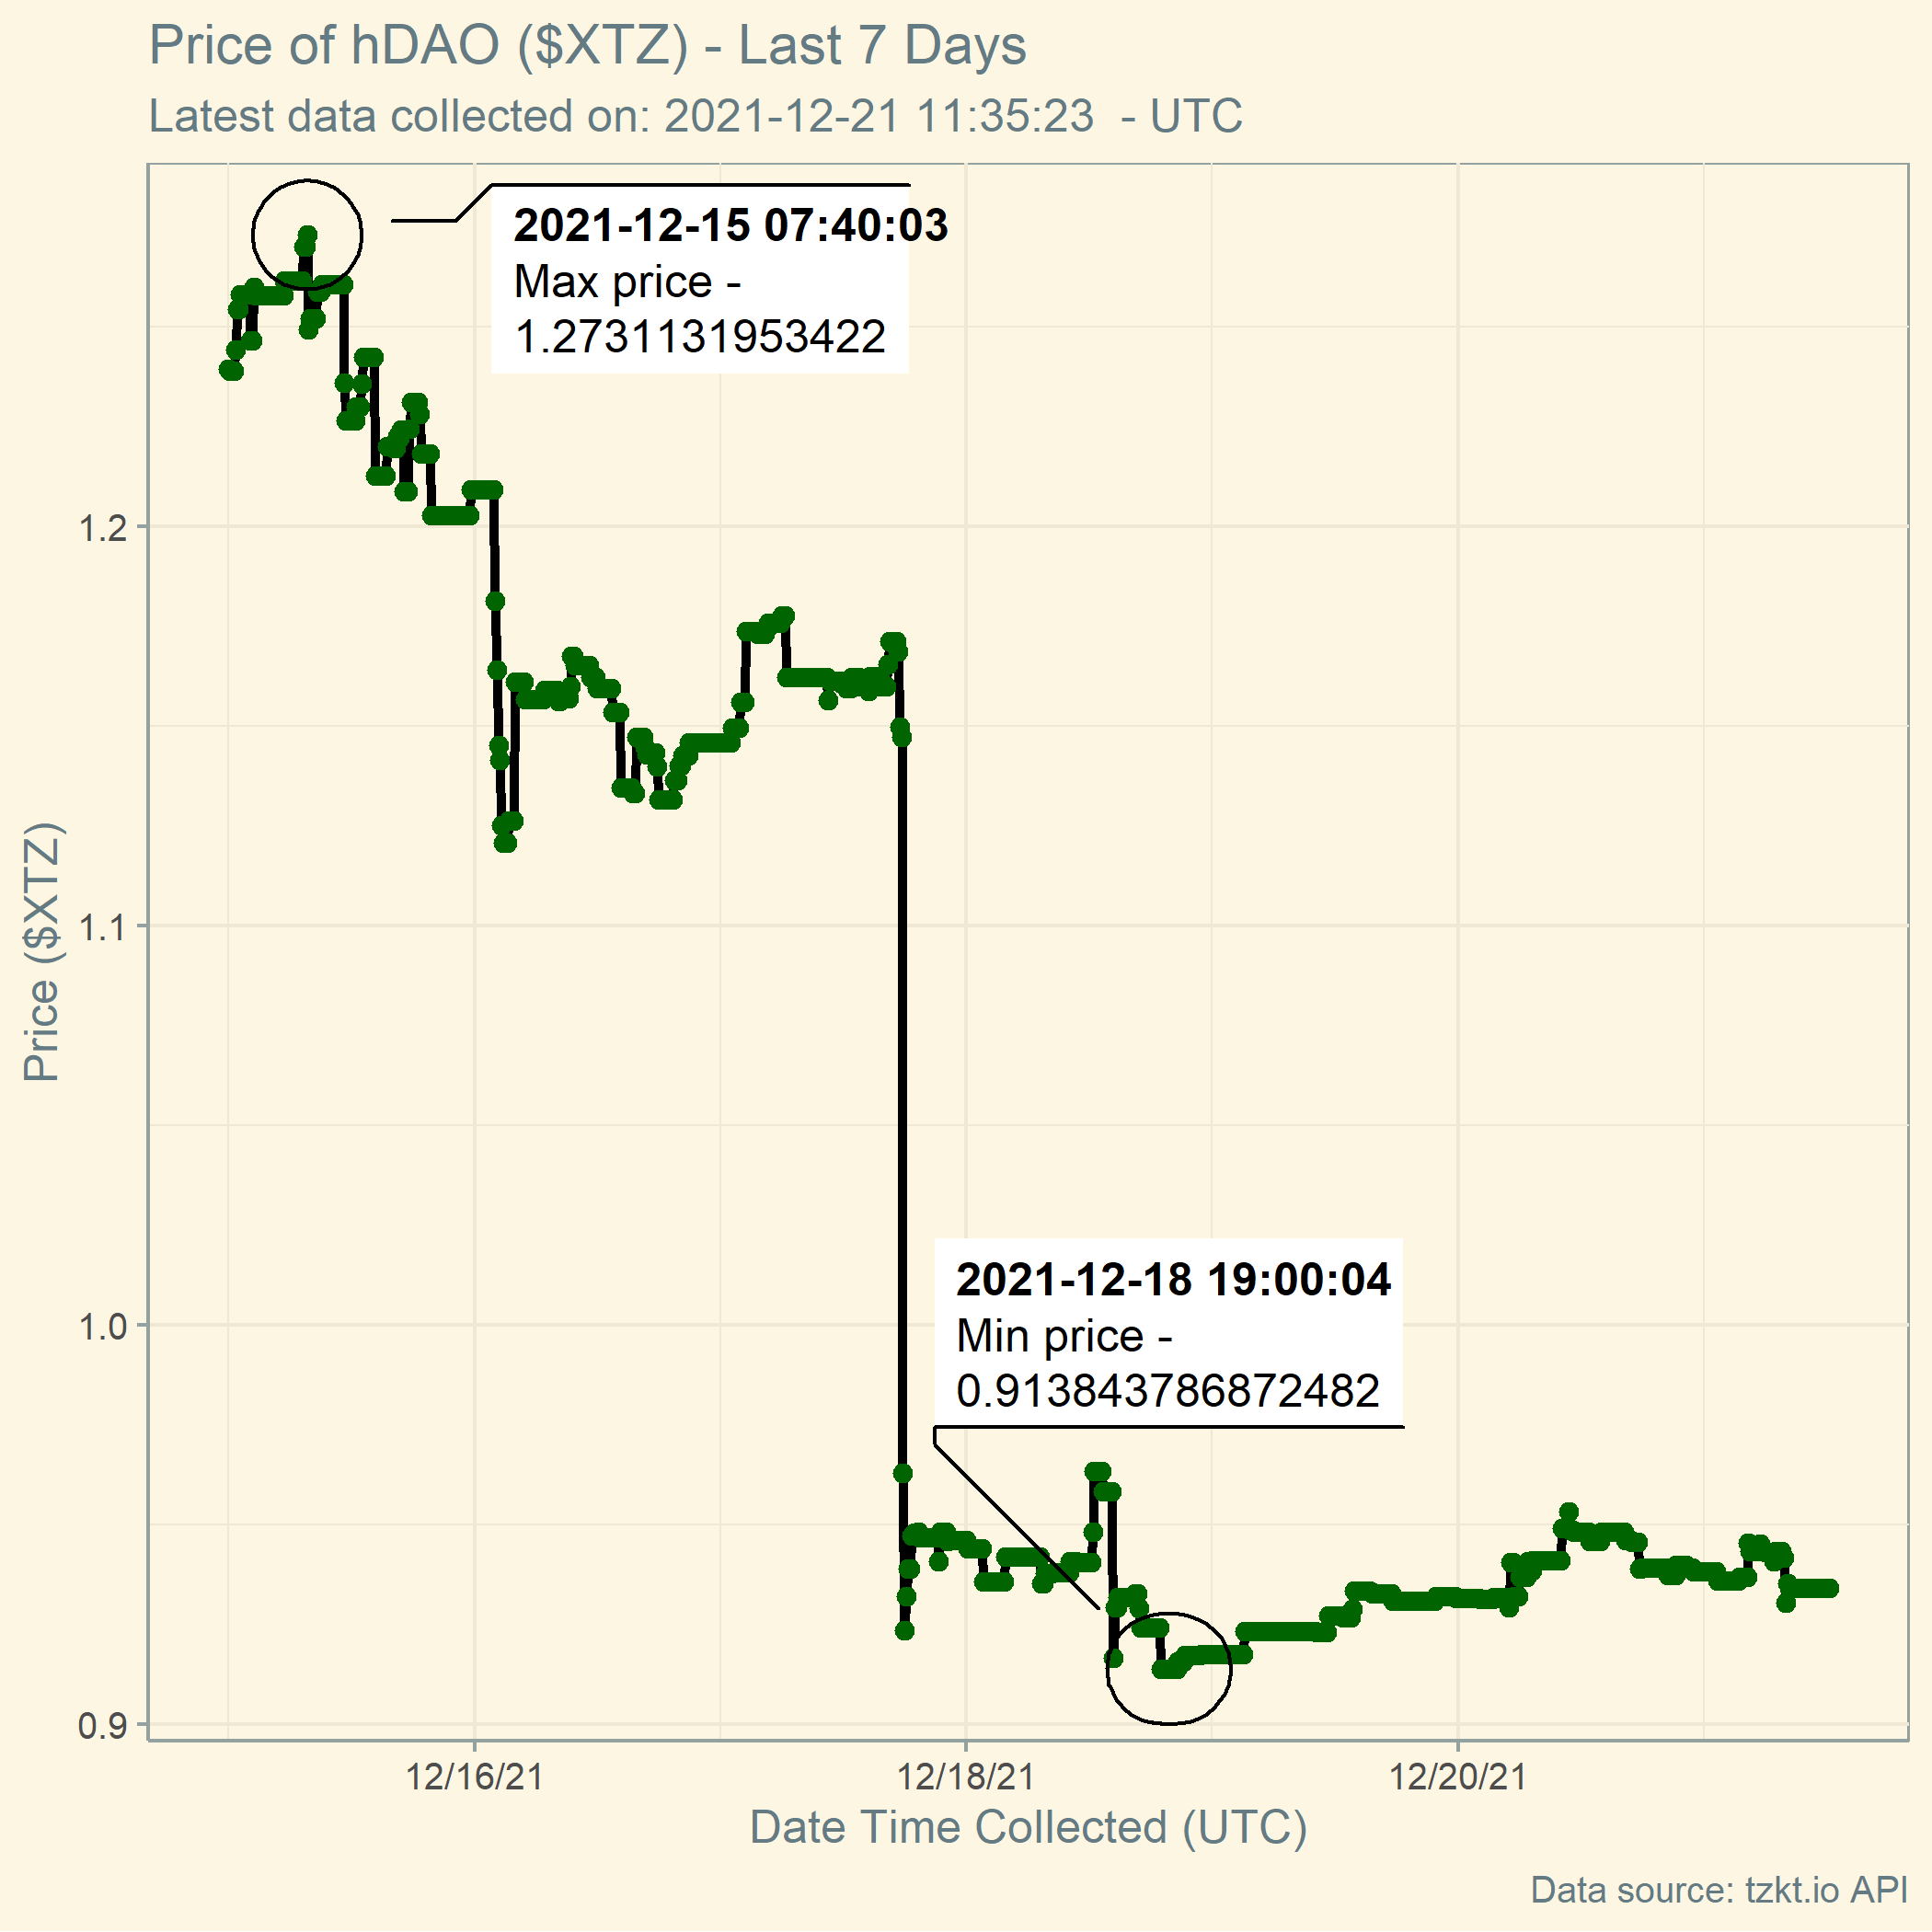 Price of hDAO ($XTZ) - Last 7 Days
Latest data collected on: 2021-12-21 11:35:23  - UTC
2021-12-15 07:40:03
Max price -
1.2731131953422
1.2
1.1
1.0
0.9
Price ($XTZ)
2021-12-18 19:00:04
Min price -
0.913843786872482
12/16/21
12/18/21
12/20/21
Date Time Collected (UTC)
Data source: tzkt.io API